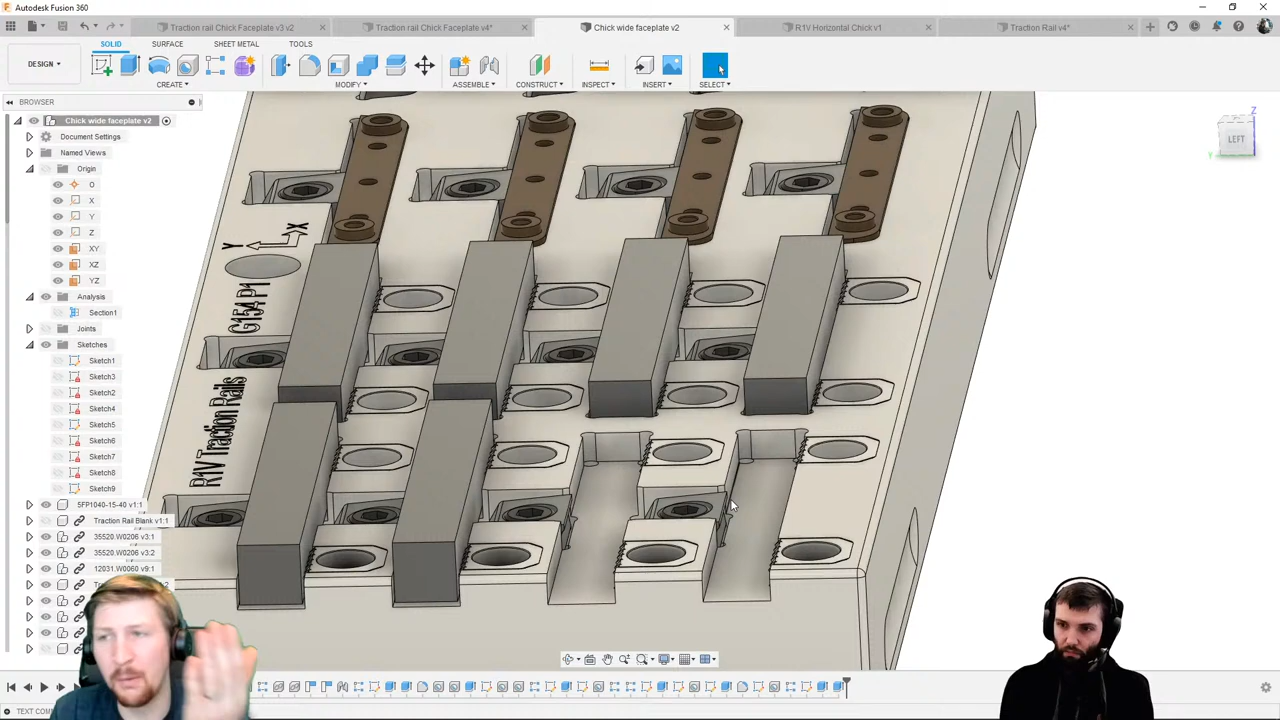 Autodesk Fusion 360
Traction rail Chick Faceplate v3 v2
Traction rail Chick Faceplate v4*
Chick wide faceplate v2
R1V Horizontal Chick v1
Traction Rail v4*
SOLID
SURFACE
SHEET METAL
TOOLS
DESIGN
CREATE
MODIFY
ASSEMBLE
CONSTRUCT
INSPECT
INSERT
SELECT
BROWSER
Chick wide faceplate v2
Document Settings
Named Views
Origin
O
X
Y
Z
XY
XZ
YZ
Analysis
Section1
Joints
Sketches
Sketch1
Sketch3
Sketch2
Sketch4
Sketch5
Sketch6
Sketch7
Sketch8
Sketch9
5FP1040-15-40 v1:1
Traction Rail Blank v1:1
35520.W0206 v3:1
35520.W0206 v3:2
12031.W0060 v9:1
Y
X
G154 P1
R1V Traction Rails
Z
LEFT
Y